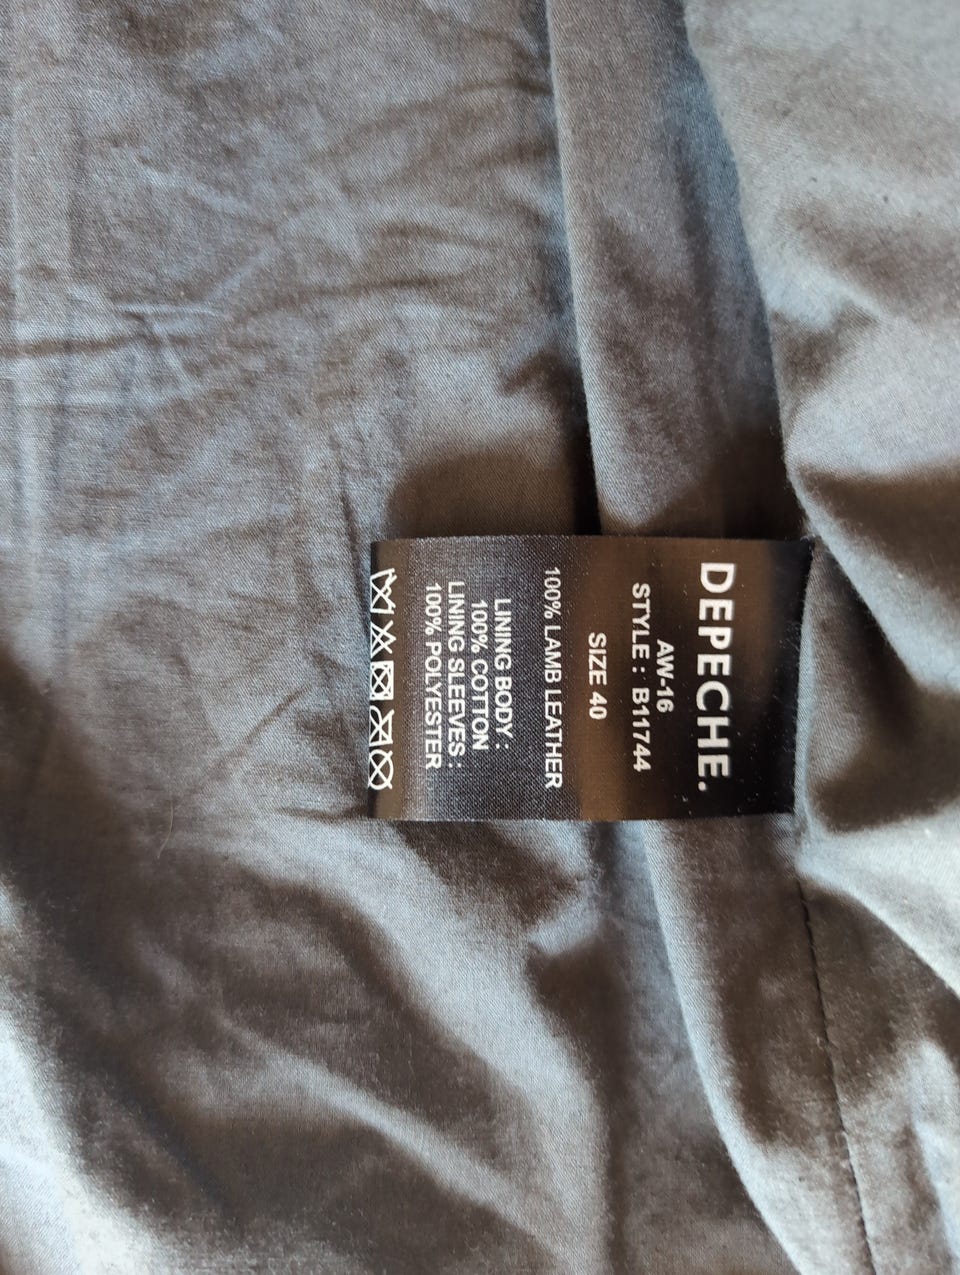 DEPECHE.
AW-16
STYLE : B11744
SIZE 40
100% LAMB LEATHER
LINING BODY :
100% COTTON
LINING SLEEVES :
100% POLYESTER